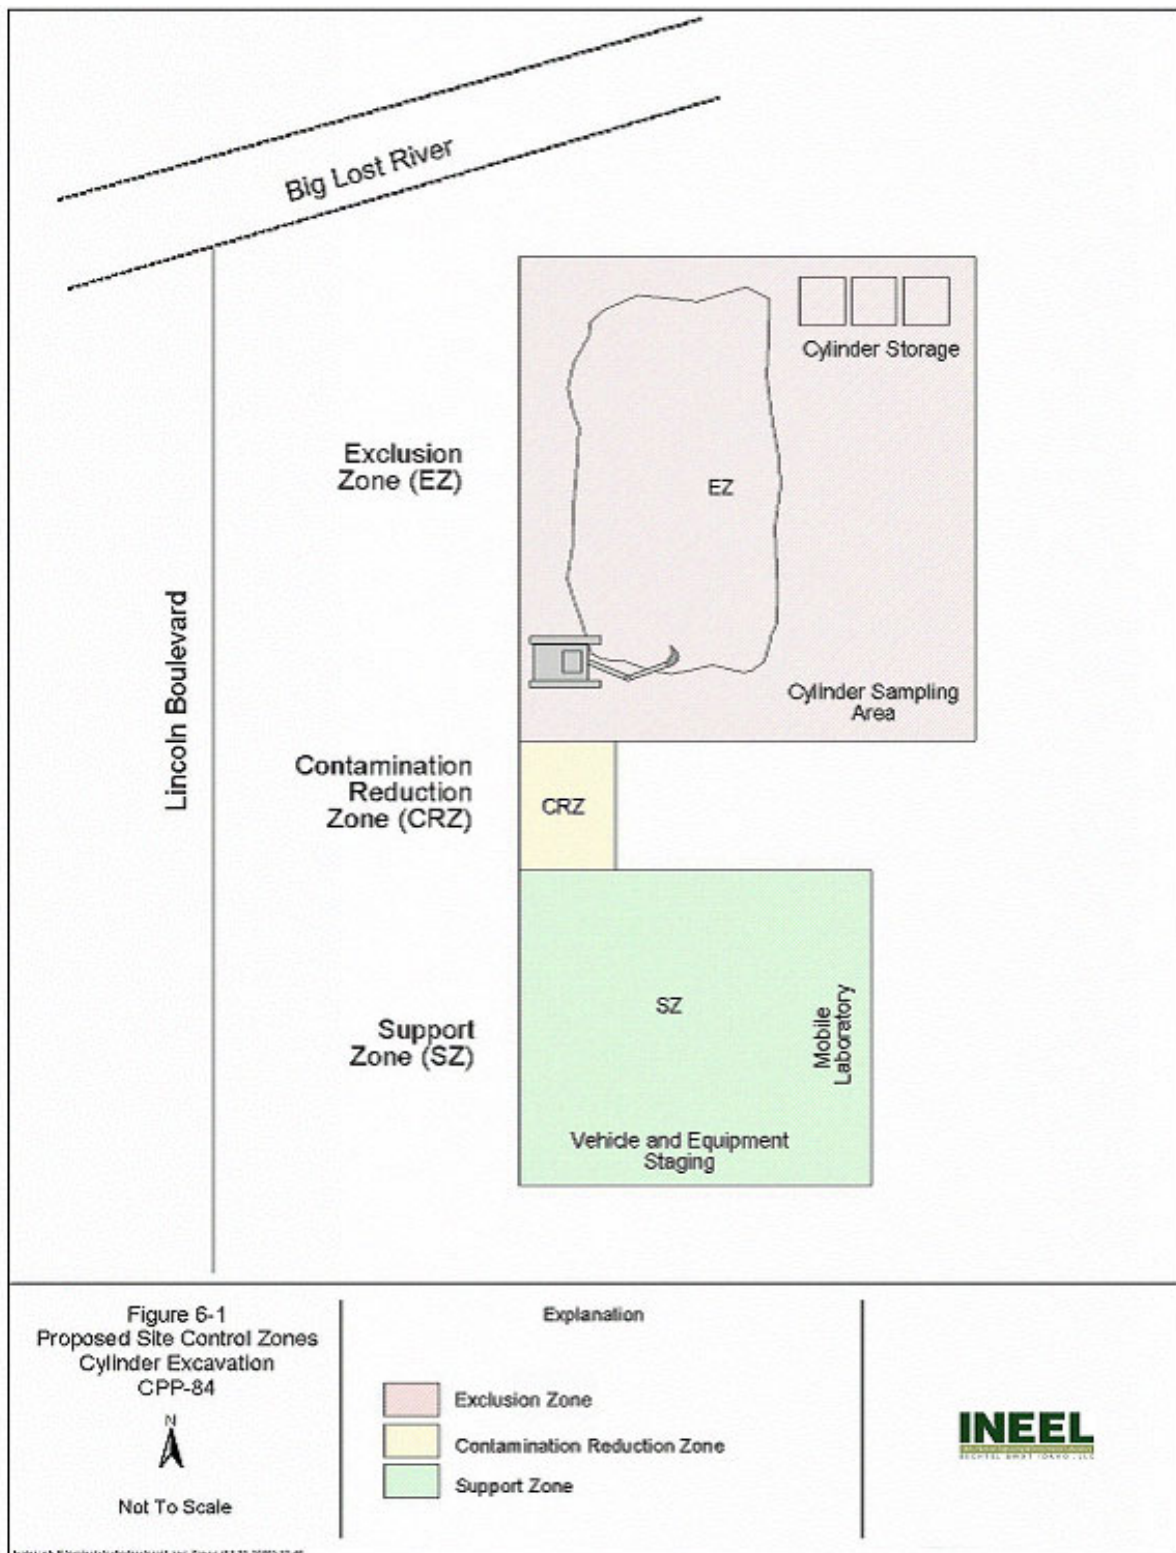 Big Lost River
Cylinder Storage
Exclusion
Zone (EZ)
EZ
Lincoln Boulevard
Cylinder Sampling
Area
Contamination
Reduction
Zone (CRZ)
CRZ
SZ
Mobile
Laboratory
Support
Zone (SZ)
Vehicle and Equipment
Staging
Figure 6-1
Proposed Site Control Zones
Cylinder Excavation
CPP-84
N
Not To Scale
Explanation
Exclusion Zone
Contamination Reduction Zone
Support Zone
INEEL